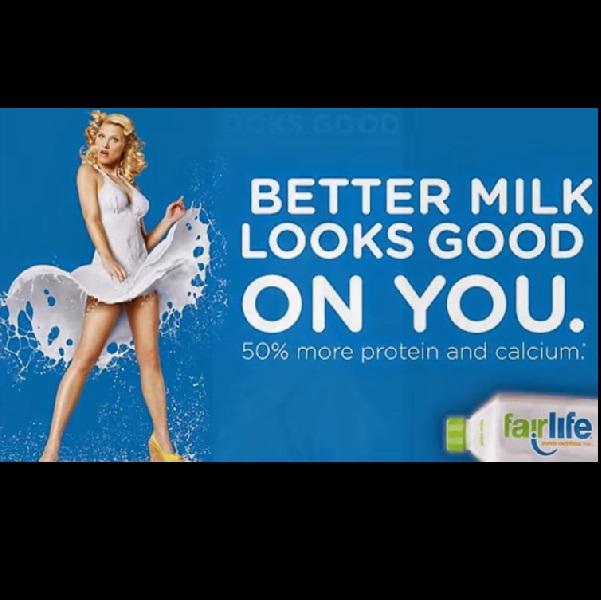 BETTER MILK
LOOKS GOOD
ON YOU.
50% more protein and calcium.*
fairlife